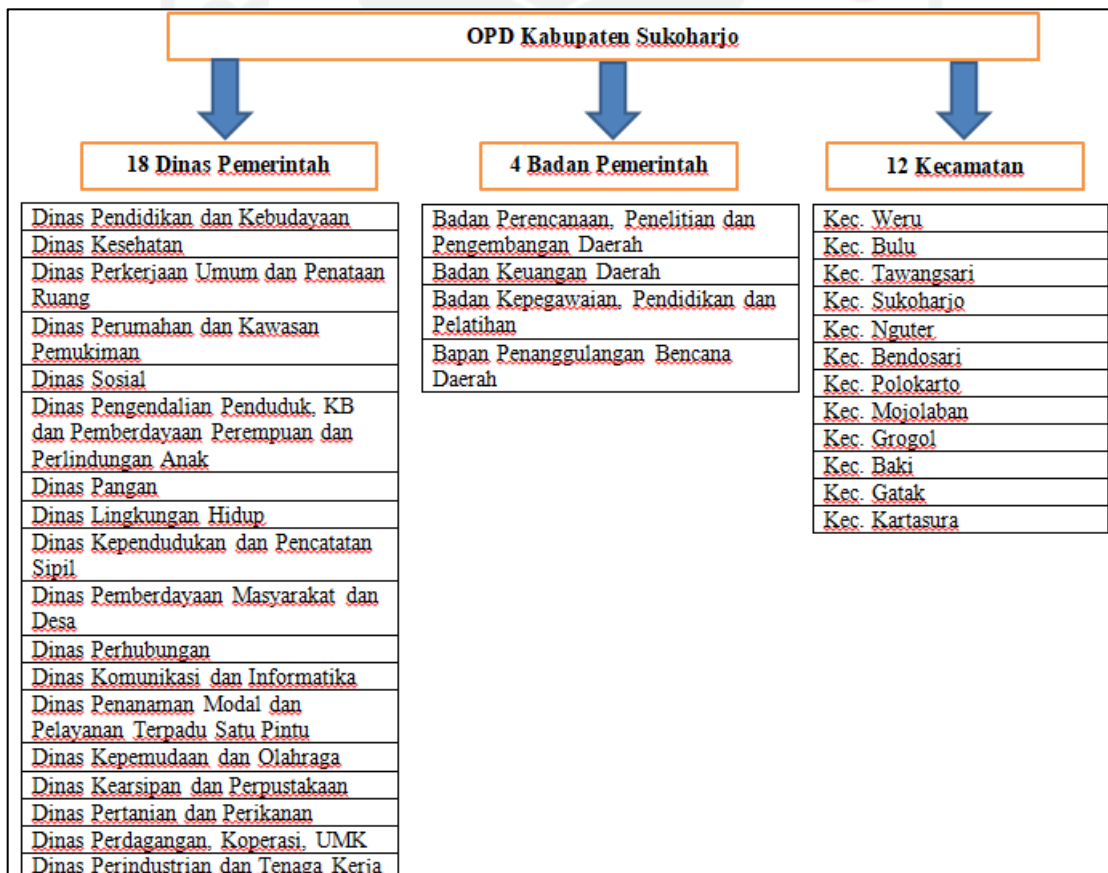 OPD Kabupaten Sukoharjo
18 Dinas Pemerintah
Dinas Pendidikan dan Kebudayaan
Dinas Kesehatan
Dinas Perkerjaan Umum dan Penataan
Ruang
Dinas Perumahan dan Kawasan
Pemukiman
Dinas Sosial
Dinas Pengendalian Penduduk, KB
dan Pemberdayaan Perempuan dan
Perlindungan Anak
Dinas Pangan
Dinas Lingkungan Hidup
Dinas Kependudukan dan Pencatatan
Sipil
Dinas Pemberdayaan Masyarakat dan
Desa
Dinas Perhubungan
Dinas Komunikasi dan Informatika
Dinas Penanaman Modal dan
Pelayanan Terpadu Satu Pintu
Dinas Kepemudaan dan Olahraga
Dinas Kearsipan dan Perpustakaan
Dinas Pertanian dan Perikanan
Dinas Perdagangan, Koperasi, UMK
Dinas Perindustrian dan Tenaga Kerja
4 Badan Pemerintah
Badan Perencanaan, Penelitian dan
Pengembangan Daerah
Badan Keuangan Daerah
Badan Kepegawaian, Pendidikan dan
Pelatihan
Bapan Penanggulangan Bencana
Daerah
12 Kecamatan
Kec. Weru
Kec. Bulu
Kec. Tawangsari
Kec. Sukoharjo
Kec. Nguter
Kec. Bendosari
Kec. Polokarto
Kec. Mojolaban
Kec. Grogol
Kec. Baki
Kec. Gatak
Kec. Kartasura